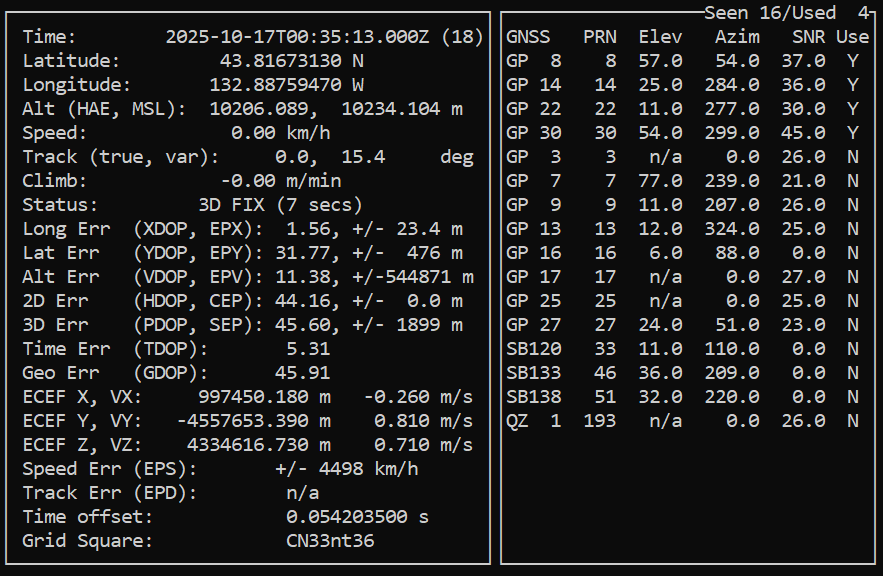 Seen 16/Used  4
Time:        2025-10-17T00:35:13.000Z (18)
Latitude:         43.81673130 N
Longitude:       132.88759470 W
Alt (HAE, MSL):  10206.089,  10234.104 m
Speed:             0.00 km/h
Track (true, var):     0.0,  15.4     deg
Climb:            -0.00 m/min
Status:         3D FIX (7 secs)
Long Err  (XDOP, EPX):  1.56, +/- 23.4 m
Lat Err   (YDOP, EPY): 31.77, +/-  476 m
Alt Err   (VDOP, EPV): 11.38, +/-544871 m
2D Err    (HDOP, CEP): 44.16, +/-  0.0 m
3D Err    (PDOP, SEP): 45.60, +/- 1899 m
Time Err  (TDOP):       5.31
Geo Err   (GDOP):      45.91
ECEF X, VX:     997450.180 m   -0.260 m/s
ECEF Y, VY:   -4557653.390 m    0.810 m/s
ECEF Z, VZ:    4334616.730 m    0.710 m/s
Speed Err (EPS):       +/- 4498 km/h
Track Err (EPD):        n/a
Time offset:            0.054203500 s
Grid Square:            CN33nt36
GNSS   PRN  Elev   Azim   SNR Use
GP  8    8  57.0   54.0  37.0  Y
GP 14   14  25.0  284.0  36.0  Y
GP 22   22  11.0  277.0  30.0  Y
GP 30   30  54.0  299.0  45.0  Y
GP  3    3   n/a    0.0  26.0  N
GP  7    7  77.0  239.0  21.0  N
GP  9    9  11.0  207.0  26.0  N
GP 13   13  12.0  324.0  25.0  N
GP 16   16   6.0   88.0   0.0  N
GP 17   17   n/a    0.0  27.0  N
GP 25   25   n/a    0.0  25.0  N
GP 27   27  24.0   51.0  23.0  N
SB120   33  11.0  110.0   0.0  N
SB133   46  36.0  209.0   0.0  N
SB138   51  32.0  220.0   0.0  N
QZ  1  193   n/a    0.0  26.0  N